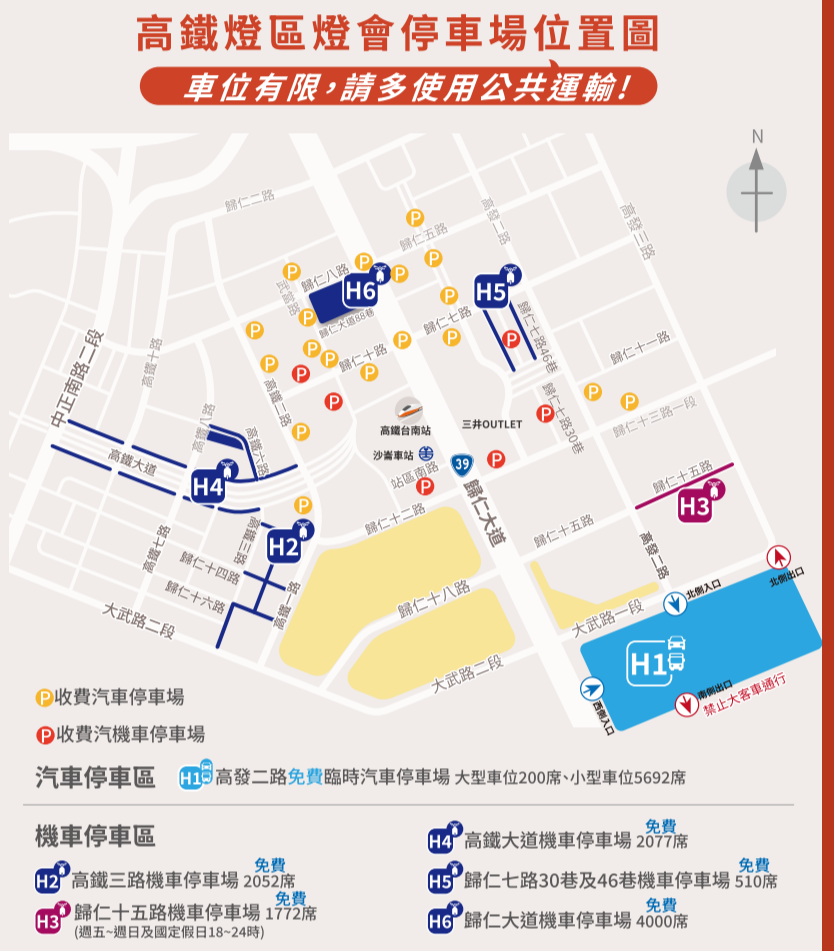 高鐵燈區燈會停車場位置圖
車位有限，請多使用公共運輸！
N
歸仁二路
高發一路
高發三路
P
歸仁五路
P
P
P
P
歸仁八路
武當路
H6
H5
P
P
歸仁大道88巷
歸仁七路
歸仁七路46巷
P
P
P
P
中正南路二段
高鐵十路
P
P
P
歸仁十路
歸仁十一路
P
P
高鐵二路
P
高鐵台南站
三井OUTLET
歸仁七路30巷
P
P
P
歸仁十三路一段
高鐵八路
高鐵六路
P
高鐵大道
沙崙車站
39
P
站區南路
P
H4
歸仁大道
歸仁十五路
H3
P
歸仁十二路
高鐵七路
高鐵三路
H2
歸仁十五路
高發二路
歸仁十四路
歸仁十六路
高鐵一路
歸仁十八路
大武路二段
大武路一段
大武路二段
北側入口
北側出口
H1
西側入口
南側出口
禁止大客車通行
P收費汽車停車場
P收費汽機車停車場
汽車停車區 H1高發二路免費臨時汽車停車場 大型車位200席、小型車位5692席
機車停車區
H2 高鐵三路機車停車場 免費 2052席
H3 歸仁十五路機車停車場 免費 1772席
(週五~週日及國定假日18~24時)
H4 高鐵大道機車停車場 免費 2077席
H5 歸仁七路30巷及46巷機車停車場 免費 510席
H6 歸仁大道機車停車場 免費 4000席